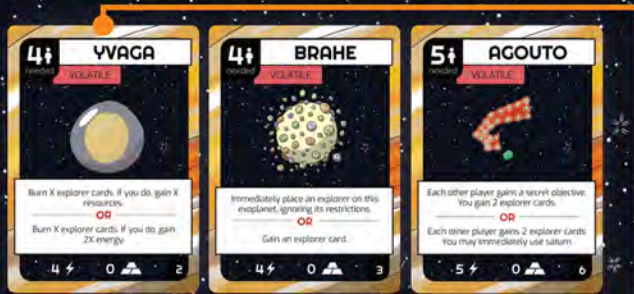 4 YVAGA
needed
VOLATILE
Burn X explorer cards. If you do, gain X
resources.
OR
Burn X explorer cards. If you do, gain
2X energy.
4 0 2
4 BRAHE
needed
VOLATILE
Immediately place an explorer on this
exoplanet, ignoring its restrictions.
OR
Gain an explorer card.
4 0 3
5 AGOUTO
needed
VOLATILE
Each other player gains a secret objective.
You gain 2 explorer cards.
OR
Each other player gains 2 explorer cards
You may immediately use saturn.
5 0 6